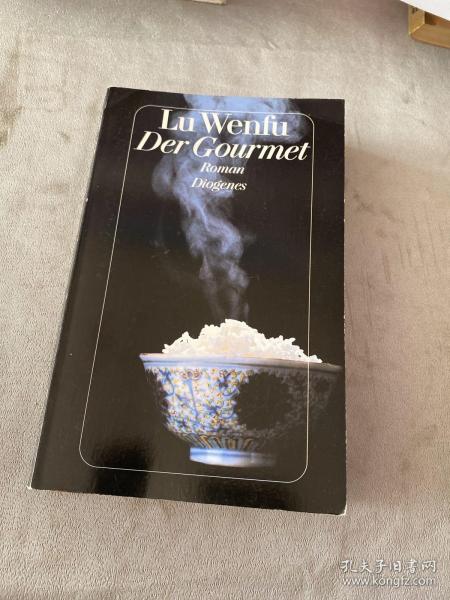 Lu Wenfu
Der Gourmet
Roman
Diogenes
孔夫子旧书网
www.kongfz.com